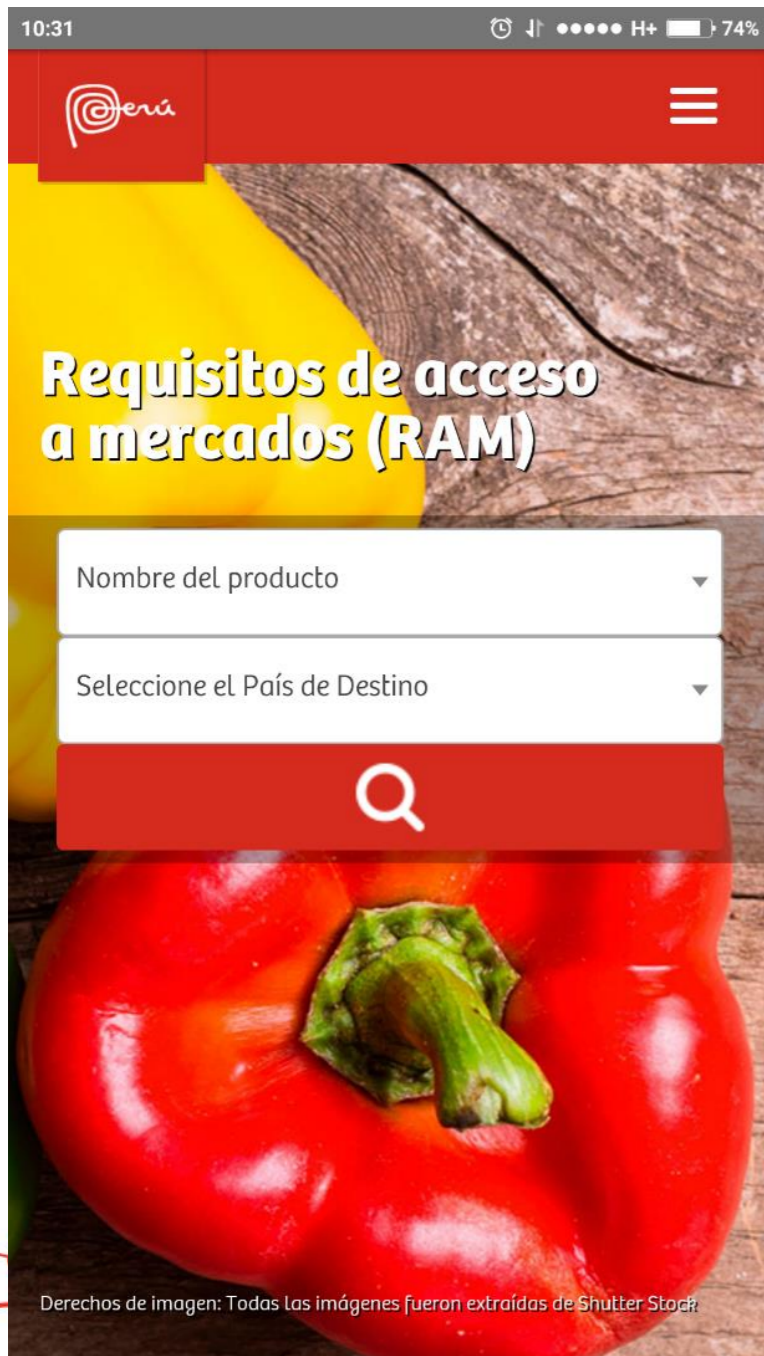 10:31
H+ 74%
Perú
Requisitos de acceso
a mercados (RAM)
Nombre del producto
Seleccione el País de Destino
Derechos de imagen: Todas las imágenes fueron extraídas de Shutter Stock